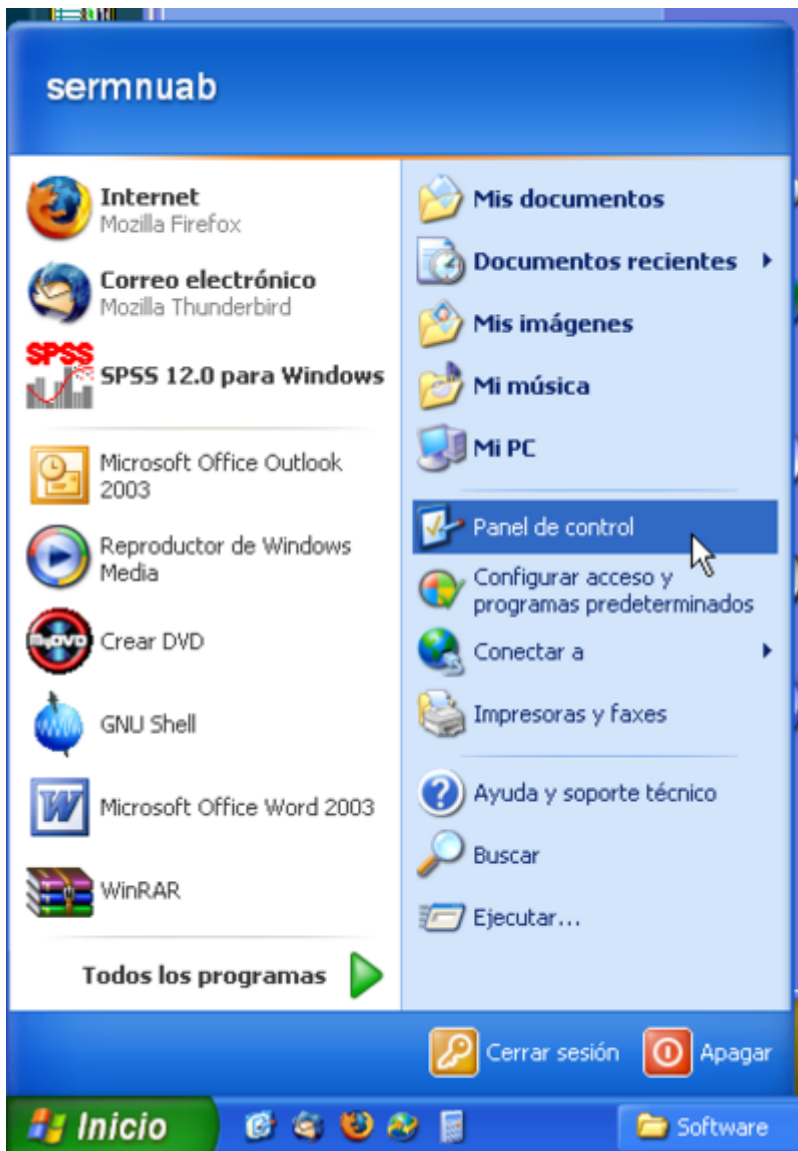 sermnuab
Internet
Mozilla Firefox
Correo electrónico
Mozilla Thunderbird
SPSS
SPSS 12.0 para Windows
Microsoft Office Outlook
2003
Reproductor de Windows
Media
MyDVD
Crear DVD
GNU Shell
W
Microsoft Office Word 2003
WinRAR
Todos los programas
Mis documentos
Documentos recientes
Mis imágenes
Mi música
Mi PC
Panel de control
Configurar acceso y
programas predeterminados
Conectar a
Impresoras y faxes
?
Ayuda y soporte técnico
Buscar
Ejecutar...
Cerrar sesión
Apagar
Inicio
Software